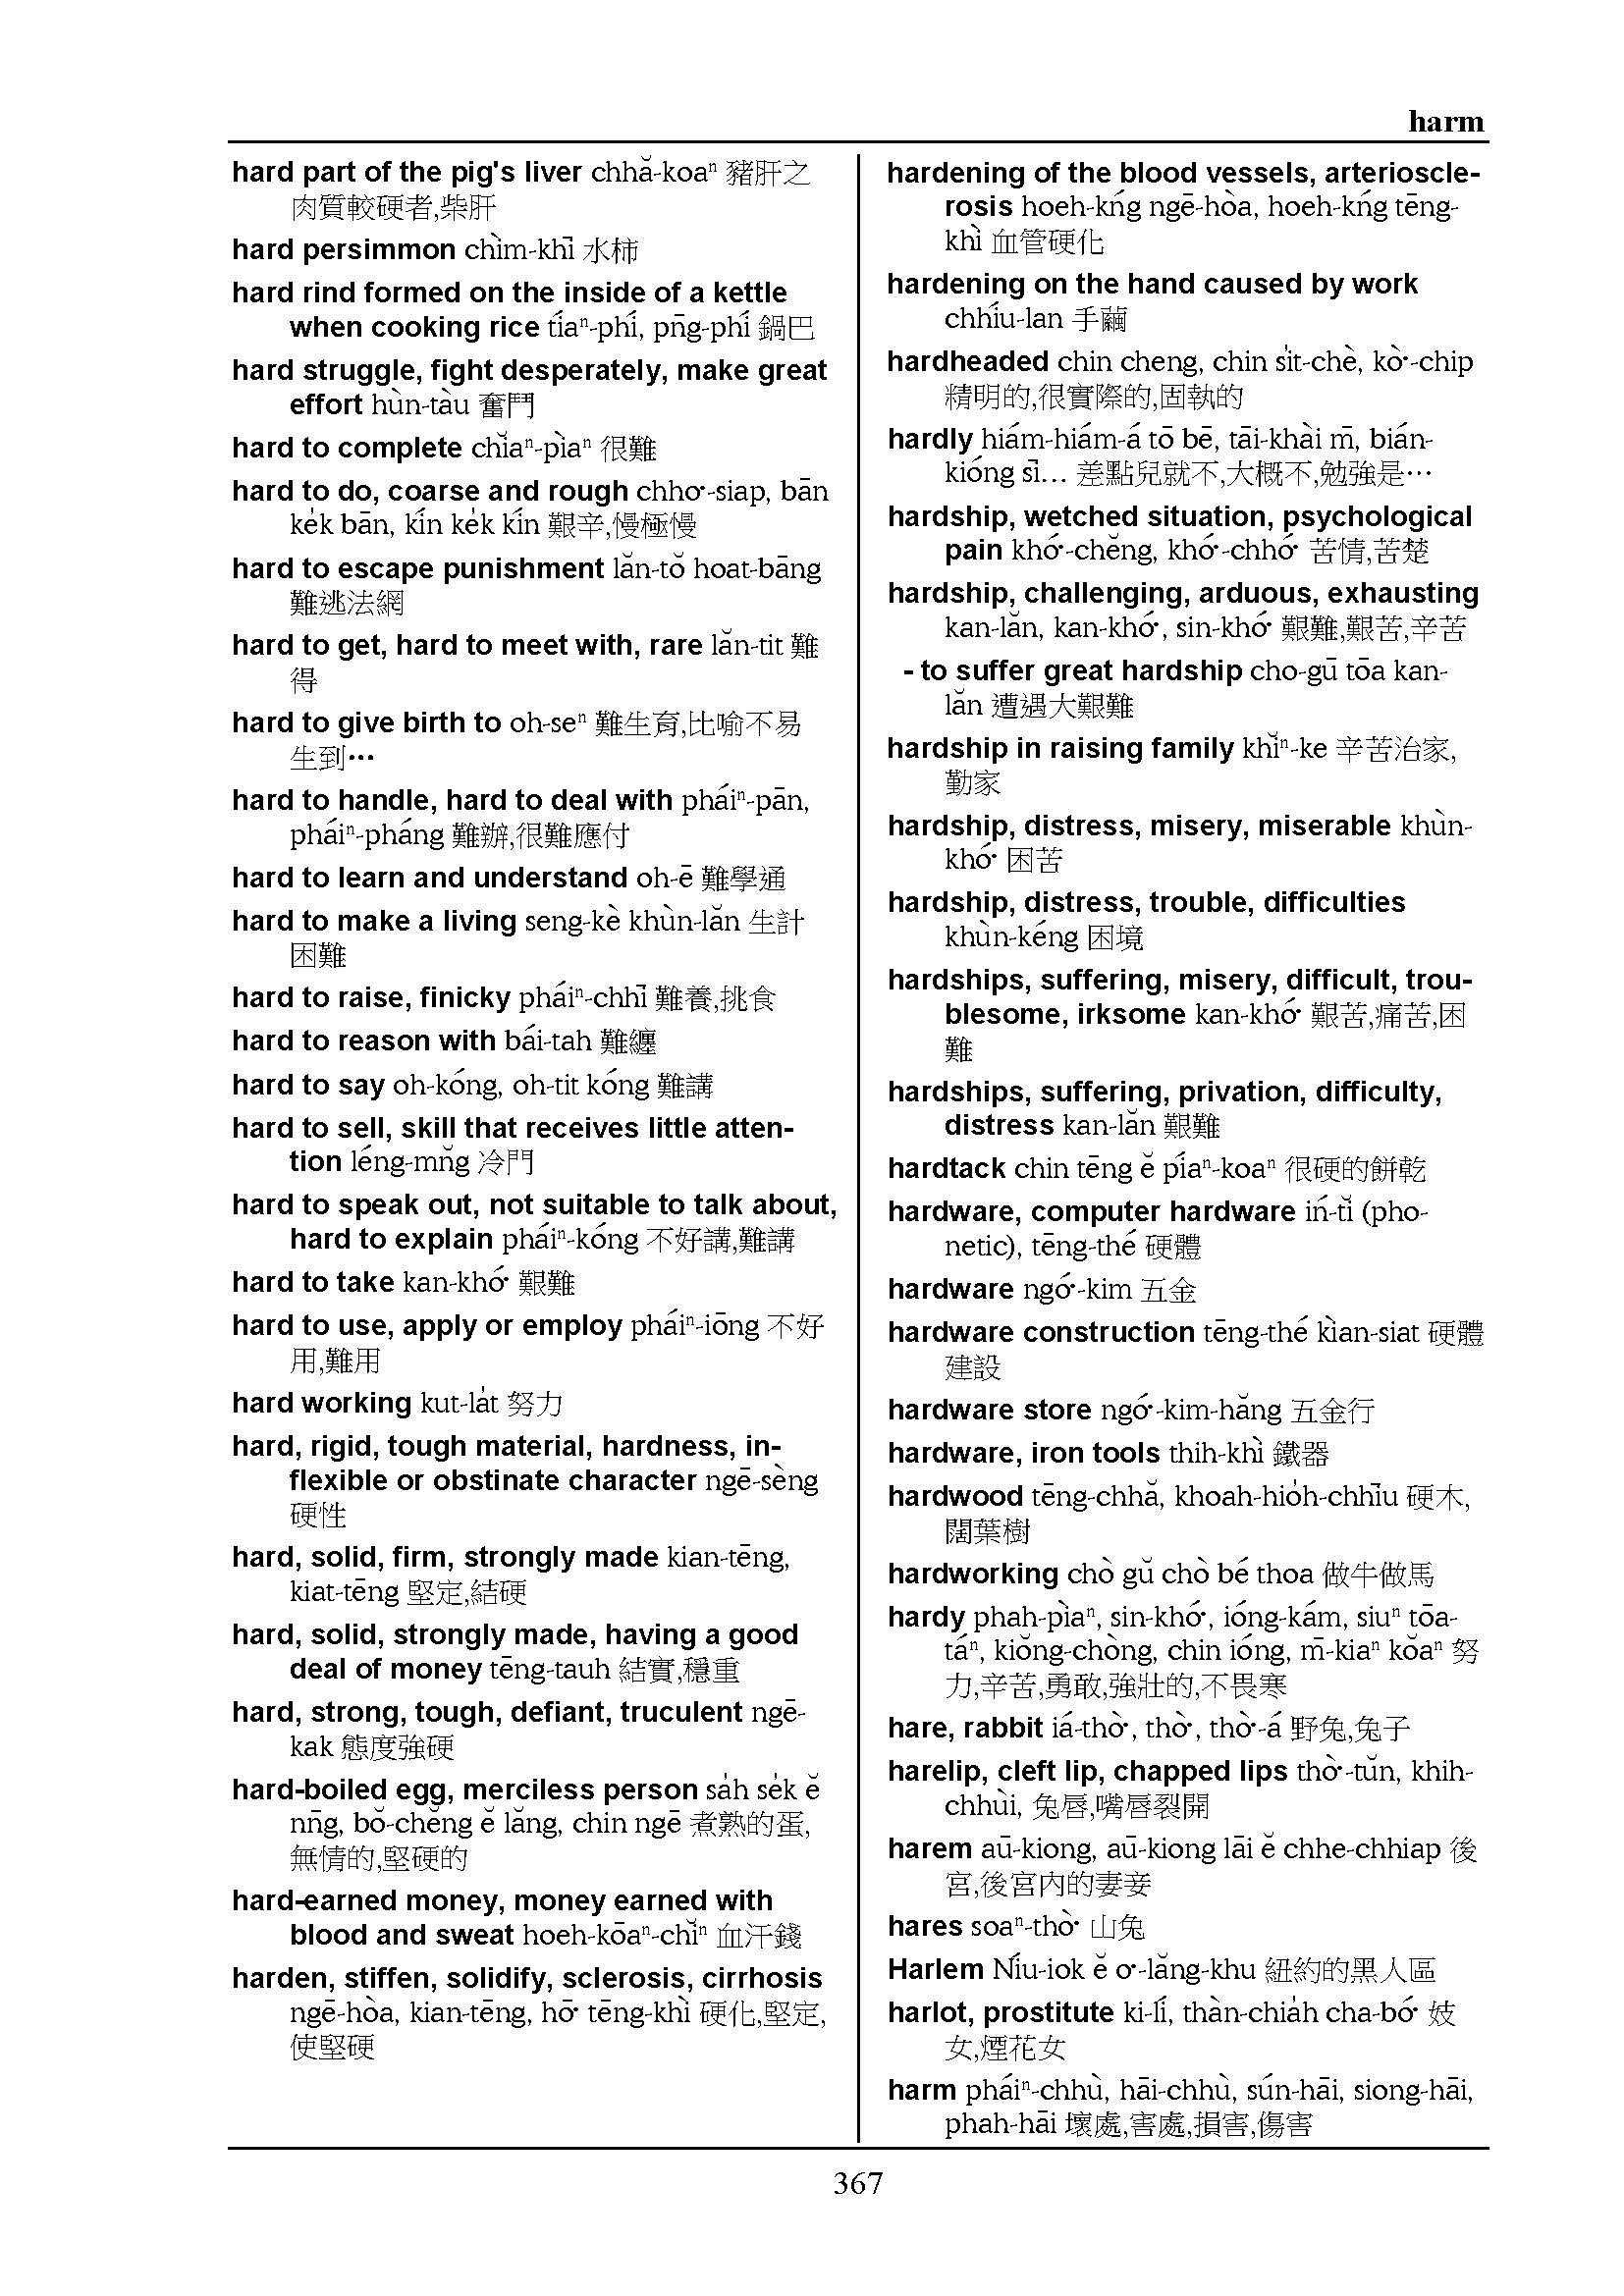 harm
hard part of the pig's liver chhă-koaⁿ 豬肝之
肉質較硬者,柴肝
hard persimmon chìm-khī 水柿
hard rind formed on the inside of a kettle
when cooking rice tíaⁿ-phí, pn̄g-phí 鍋巴
hard struggle, fight desperately, make great
effort hùn-tàu 奮鬥
hard to complete chĭaⁿ-pìaⁿ 很難
hard to do, coarse and rough chho͘-siap, bān
ke̍k bān, kín ke̍k kín 艱辛,慢極慢
hard to escape punishment lăn-tŏ hoat-bāng
難逃法網
hard to get, hard to meet with, rare lăn-tit 難
得
hard to give birth to oh-seⁿ 難生育,比喻不易
生到⋯
hard to handle, hard to deal with pháiⁿ-pān,
pháiⁿ-pháng 難辦,很難應付
hard to learn and understand oh-ē 難學通
hard to make a living seng-kè khùn-lăn 生計
困難
hard to raise, finicky pháiⁿ-chhī 難養,挑食
hard to reason with bái-tah 難纏
hard to say oh-kóng, oh-tit kóng 難講
hard to sell, skill that receives little atten-
tion léng-mn̆g 冷門
hard to speak out, not suitable to talk about,
hard to explain pháiⁿ-kóng 不好講,難講
hard to take kan-khó͘ 艱難
hard to use, apply or employ pháiⁿ-iōng 不好
用,難用
hard working kut-la̍t 努力
hard, rigid, tough material, hardness, in-
flexible or obstinate character ngē-sèng
硬性
hard, solid, firm, strongly made kian-tēng,
kiat-tēng 堅定,結硬
hard, solid, strongly made, having a good
deal of money tēng-tauh 結實,穩重
hard, strong, tough, defiant, truculent ngē-
kak 態度強硬
hard-boiled egg, merciless person sa̍h se̍k ĕ
nn̄g, bŏ-chĕng ĕ lăng, chin ngē 煮熟的蛋,
無情的,堅硬的
hard-earned money, money earned with
blood and sweat hoeh-kōaⁿ-chĭⁿ 血汗錢
harden, stiffen, solidify, sclerosis, cirrhosis
ngē-hòa, kian-tēng, hō͘ tēng-khì 硬化,堅定,
使堅硬
hardening of the blood vessels, arterioscle-
rosis hoeh-kńg ngē-hòa, hoeh-kńg tēng-
khì 血管硬化
hardening on the hand caused by work
chhíu-lan 手繭
hardheaded chin cheng, chin si̍t-chè, kò͘-chip
精明的,很實際的,固執的
hardly hiám-hiám-á tō bē, tāi-khài m̄, bián-
kióng sī... 差點兒就不,大概不,勉強是⋯
hardship, wetched situation, psychological
pain khó͘-chĕng, khó͘-chhó͘ 苦情,苦楚
hardship, challenging, arduous, exhausting
kan-lăn, kan-khó͘, sin-khó͘ 艱難,艱苦,辛苦
- to suffer great hardship cho-gū tōa kan-
lăn 遭遇大艱難
hardship in raising family khĭⁿ-ke 辛苦治家,
勤家
hardship, distress, misery, miserable khùn-
khó͘ 困苦
hardship, distress, trouble, difficulties
khùn-kéng 困境
hardships, suffering, misery, difficult, trou-
blesome, irksome kan-khó͘ 艱苦,痛苦,困
難
hardships, suffering, privation, difficulty,
distress kan-lăn 艱難
hardtack chin tēng ĕ píaⁿ-koaⁿ 很硬的餅乾
hardware, computer hardware ín-tĭ (pho-
netic), tēng-thé 硬體
hardware ngó͘-kim 五金
hardware construction tēng-thé kìan-siat 硬體
建設
hardware store ngó͘-kim-hăng 五金行
hardware, iron tools thih-khì 鐵器
hardwood tēng-chhă, khoah-hio̍h-chhīu 硬木,
闊葉樹
hardworking chò gŭ chò bé thoa 做牛做馬
hardy phah-pìaⁿ, sin-khó͘, ióng-kám, siuⁿ tōa-
táⁿ, kiŏng-chòng, chin ióng, m̄-kiaⁿ kŏaⁿ 努
力,辛苦,勇敢,強壯的,不畏寒
hare, rabbit iá-thò͘, thò͘, thò͘-á 野兔,兔子
harelip, cleft lip, chapped lips thò͘-tŭn, khih-
chhùi, 兔唇,嘴唇裂開
harem aū-kiong, aū-kiong lāi ĕ chhe-chhiap 後
宮,後宮內的妻妾
hares soaⁿ-thò͘ 山兔
Harlem Níu-iok ĕ o͘-lăng-khu 紐約的黑人區
harlot, prostitute ki-lí, thàn-chia̍h cha-bó͘ 妓
女,煙花女
harm pháiⁿ-chhù, hāi-chhù, sún-hāi, siong-hāi,
phah-hāi 壞處,害處,損害,傷害
367